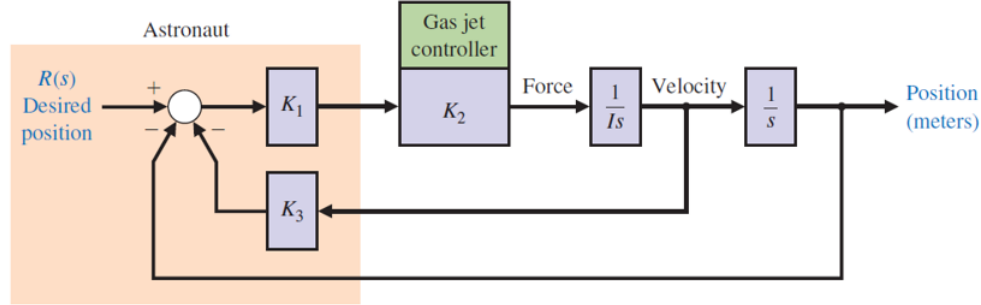 Astronaut
Gas jet
controller
R(s)
Desired
position
+
−
−
K1
K2
Force
1
Is
Velocity
1
s
Position
(meters)
K3